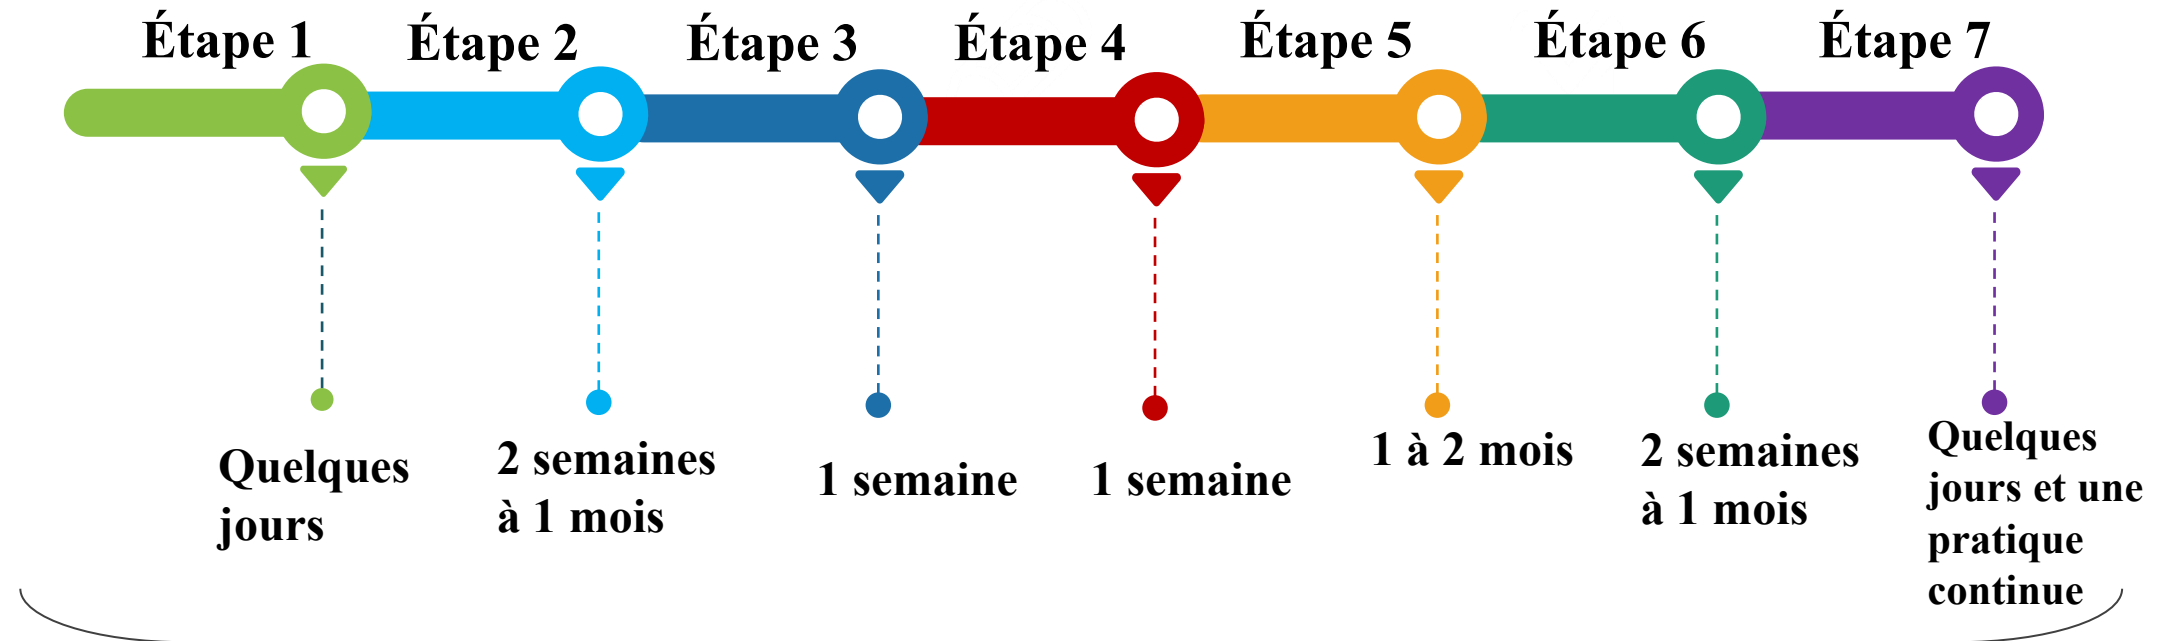 Étape 1
Étape 2
Étape 3
Étape 4
Étape 5
Étape 6
Étape 7
Quelques
jours
2 semaines
à 1 mois
1 semaine
1 semaine
1 à 2 mois
2 semaines
à 1 mois
Quelques
jours et une
pratique
continue